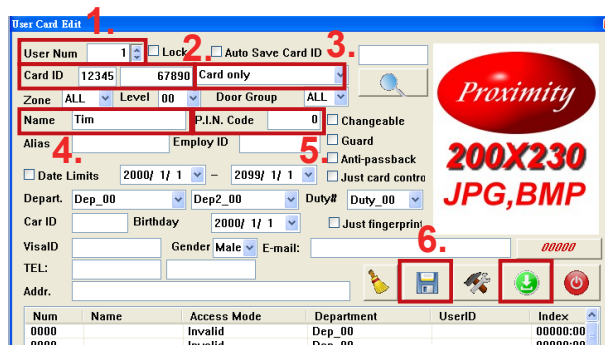 User Card Edit
1.
User Num 1 Lock 2. Auto Save Card ID 3.
Card ID 12345 67890 Card only
Zone ALL Level 00 Door Group ALL
Name Tim P.I.N. Code 0 Changeable
Alias 4. Employ ID 5. Guard
Anti-passback
Date Limits 2000/ 1/ 1 – 2099/ 1/ 1 Just card contro
Depart. Dep_00 Dep2_00 Duty# Duty_00
Car ID Birthday 2000/ 1/ 1 Just fingerprint
VisaID Gender Male E-mail: 6. 00000
TEL:
Addr.
Proximity
200X230
JPG,BMP
Num Name Access Mode Department UserID Index
0000 Invalid Dep_00 00000:00